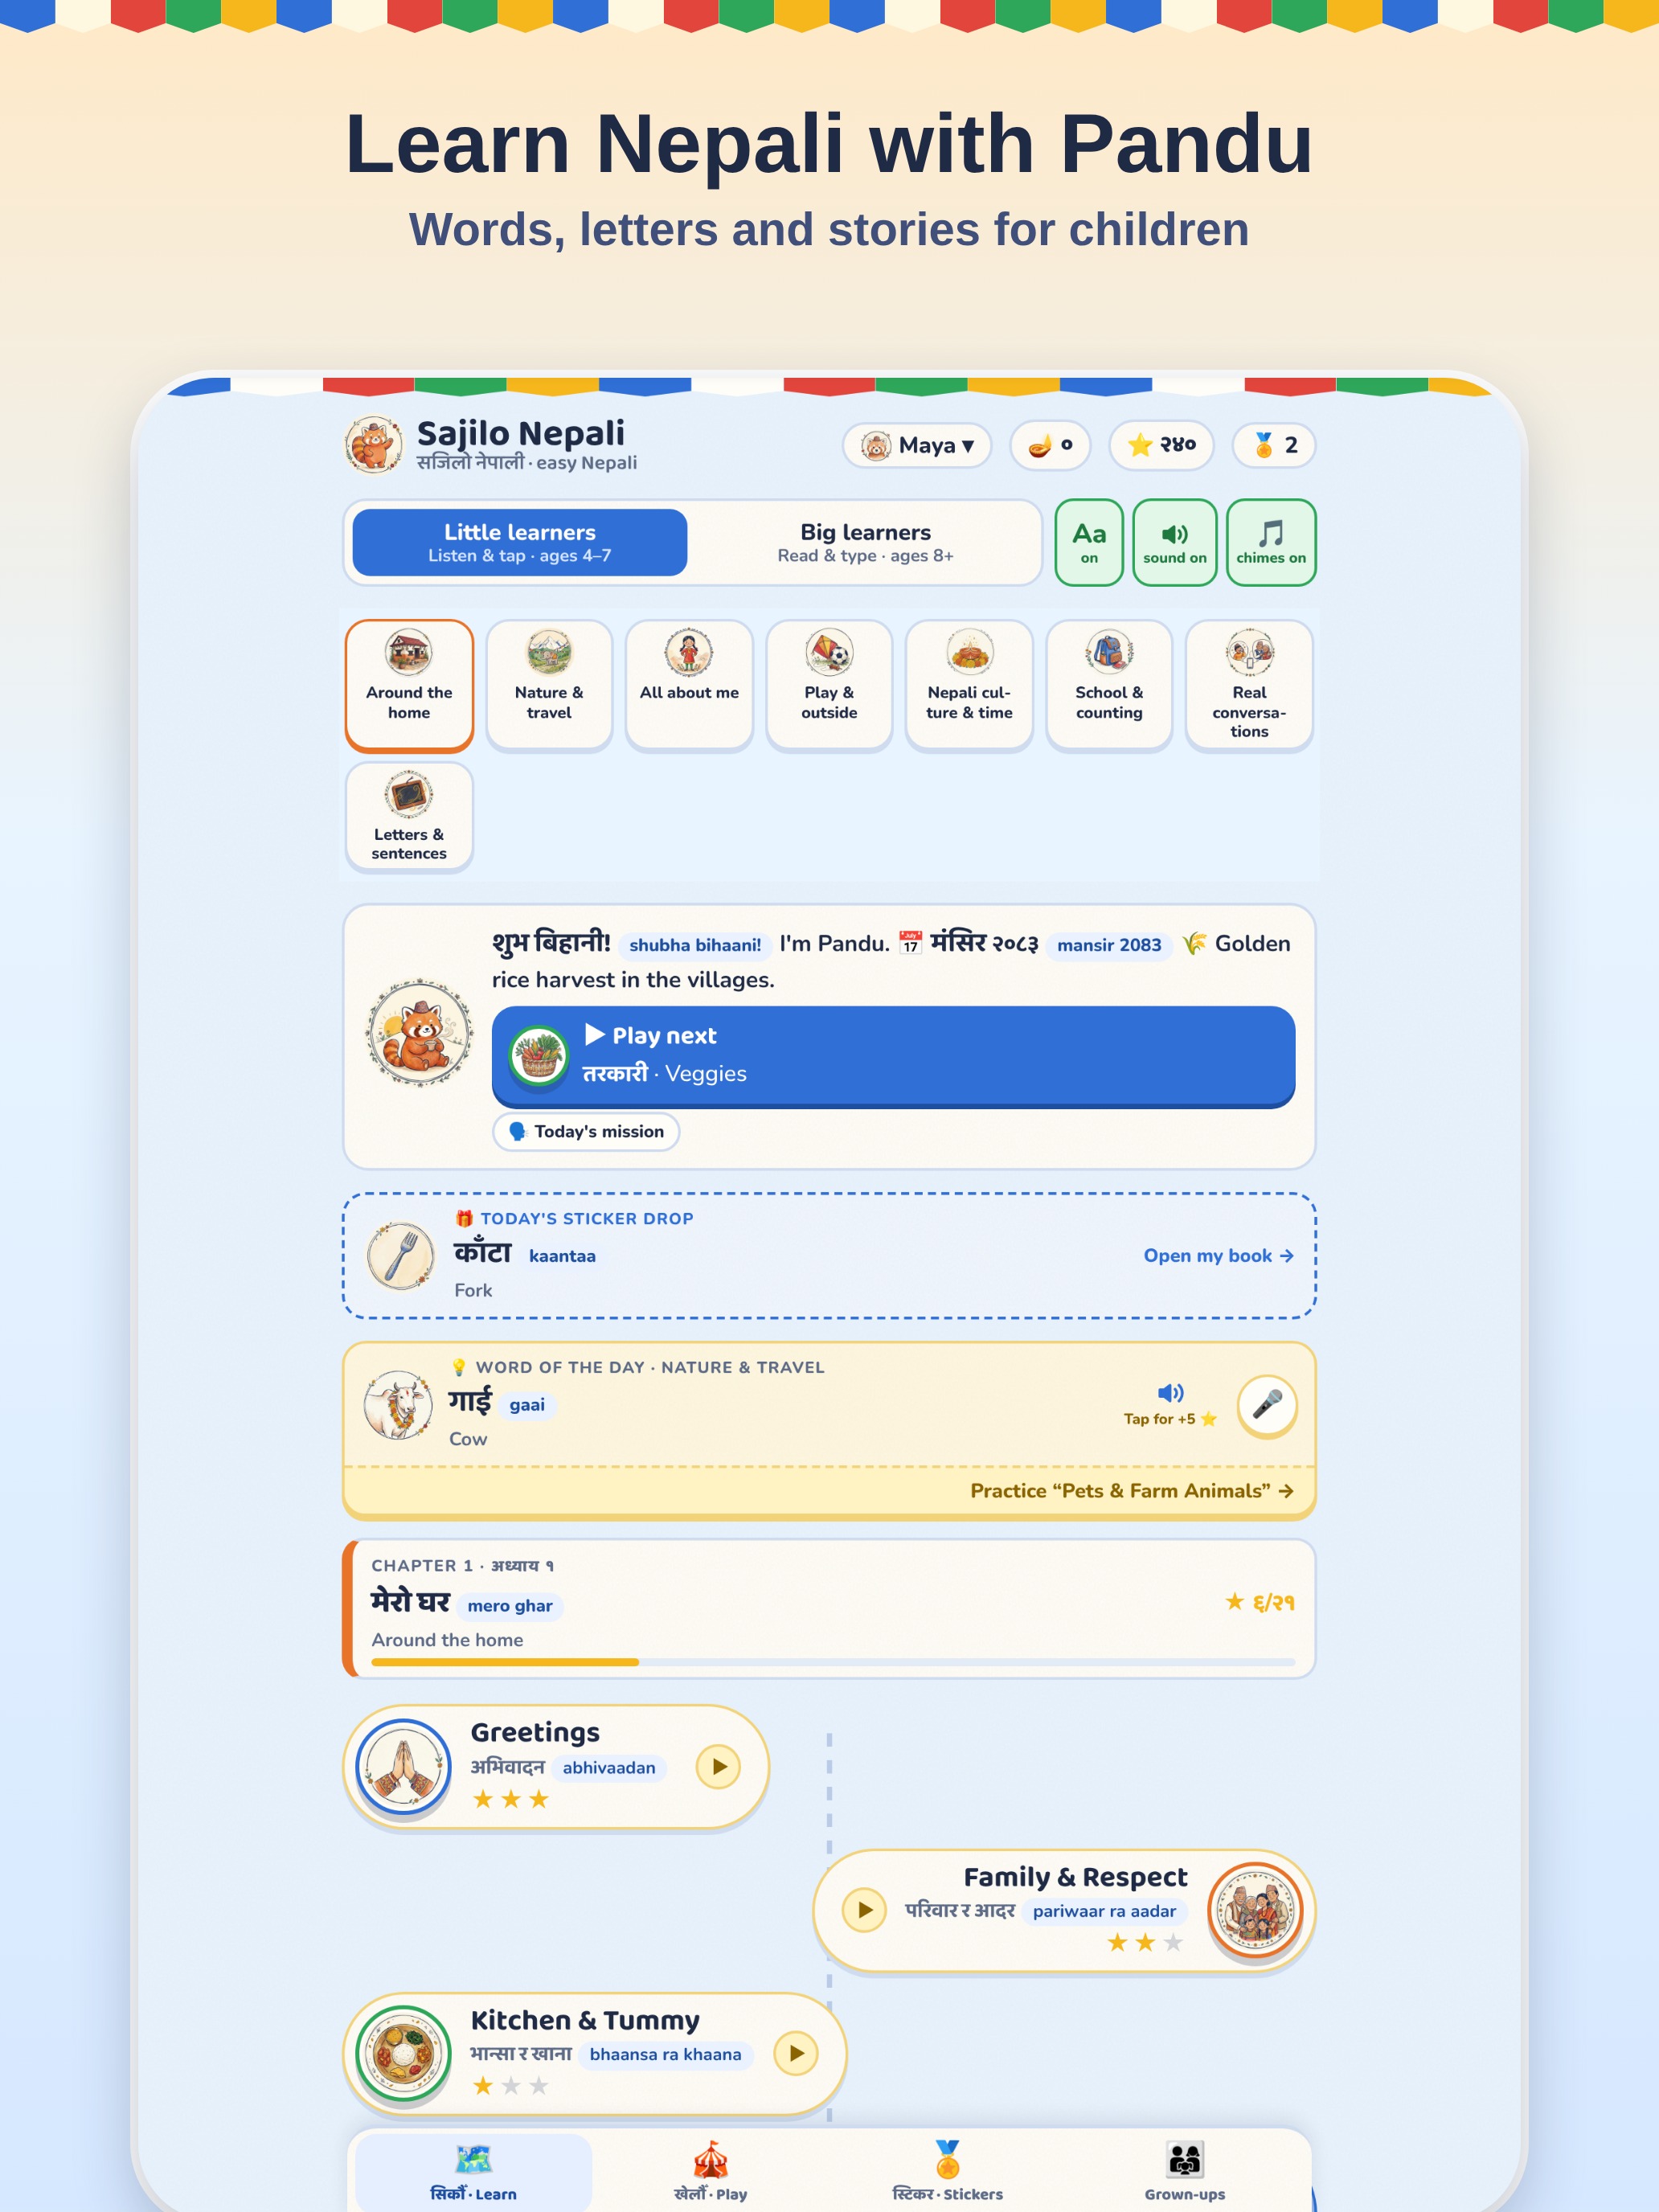 Learn Nepali with Pandu
Words, letters and stories for children
Sajilo Nepali
सजिलो नेपाली · easy Nepali
Maya ▾
०
२४०
2
Little learners
Listen & tap · ages 4–7
Big learners
Read & type · ages 8+
Aa
on
sound on
chimes on
Around the
home
Nature &
travel
All about me
Play &
outside
Nepali cul-
ture & time
School &
counting
Real
conversa-
tions
Letters &
sentences
शुभ बिहानी! shubha bihaani! I'm Pandu. 📅 मंसिर २०८३ mansir 2083 🌾 Golden
rice harvest in the villages.
▶ Play next
तरकारी · Veggies
Today's mission
TODAY'S STICKER DROP
काँटा kaantaa
Fork
Open my book →
WORD OF THE DAY · NATURE & TRAVEL
गाई gaai
Cow
Tap for +5 ⭐
Practice “Pets & Farm Animals” →
CHAPTER 1 · अध्याय १
मेरो घर mero ghar
Around the home
★ ६/२१
Greetings
अभिवादन abhivaadan
Family & Respect
परिवार र आदर pariwaar ra aadar
Kitchen & Tummy
भान्सा र खाना bhaansa ra khaana
सिकौँ · Learn
खेलौँ · Play
स्टिकर · Stickers
Grown-ups